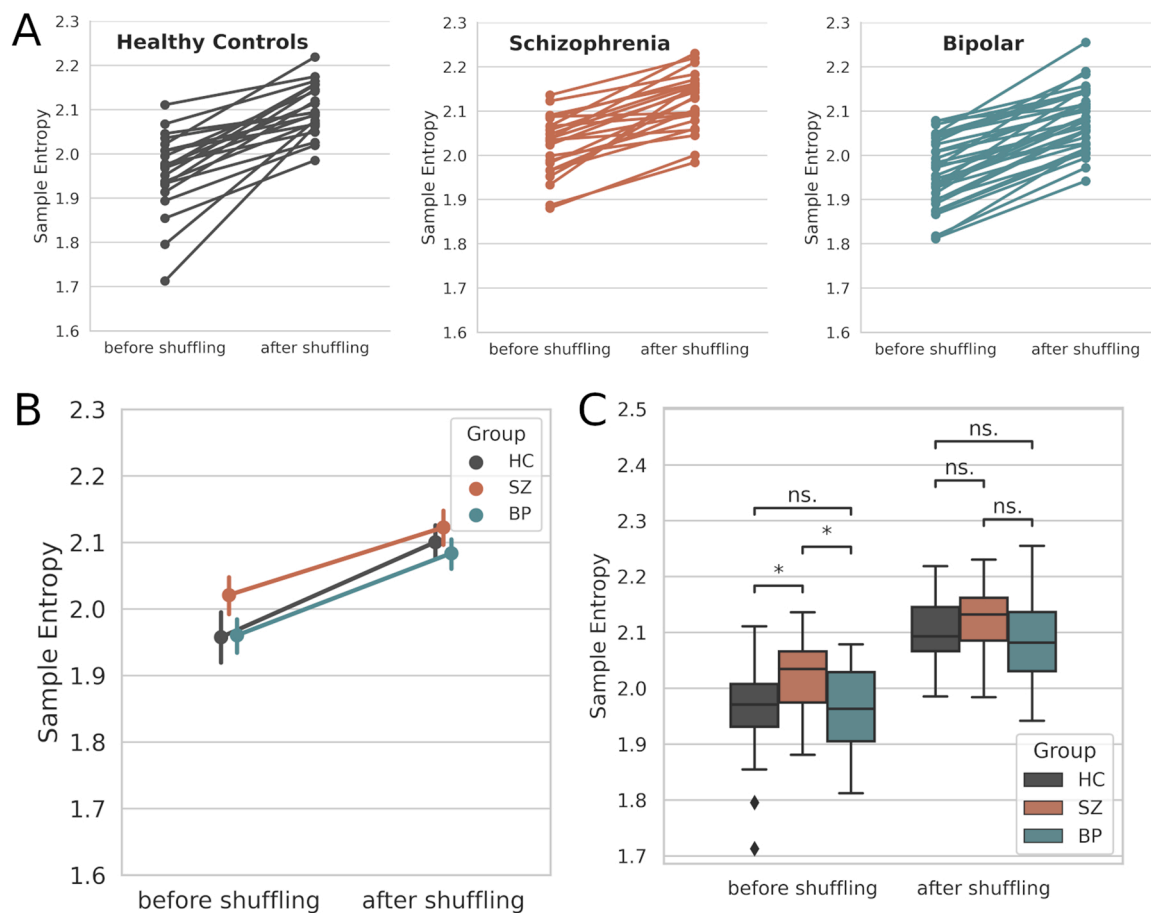 A
Healthy Controls
Schizophrenia
Bipolar
Sample Entropy
2.3
2.2
2.1
2.0
1.9
1.8
1.7
1.6
before shuffling after shuffling
Sample Entropy
2.3
2.2
2.1
2.0
1.9
1.8
1.7
1.6
before shuffling after shuffling
Sample Entropy
2.3
2.2
2.1
2.0
1.9
1.8
1.7
1.6
before shuffling after shuffling
B
Sample Entropy
2.3
2.2
2.1
2.0
1.9
1.8
1.7
1.6
Group
HC
SZ
BP
before shuffling after shuffling
C
Sample Entropy
2.5
2.4
2.3
2.2
2.1
2.0
1.9
1.8
1.7
ns.
ns.
ns.
ns.
*
*
Group
HC
SZ
BP
before shuffling after shuffling